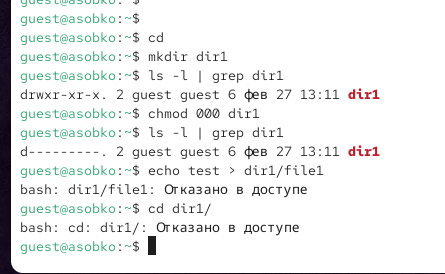 guest@asobko:~$
guest@asobko:~$
guest@asobko:~$ cd
guest@asobko:~$ mkdir dir1
guest@asobko:~$ ls -l | grep dir1
drwxr-xr-x. 2 guest guest 6 фев 27 13:11 dir1
guest@asobko:~$ chmod 000 dir1
guest@asobko:~$ ls -l | grep dir1
d---------. 2 guest guest 6 фев 27 13:11 dir1
guest@asobko:~$ echo test > dir1/file1
bash: dir1/file1: Отказано в доступе
guest@asobko:~$ cd dir1/
bash: cd: dir1/: Отказано в доступе
guest@asobko:~$